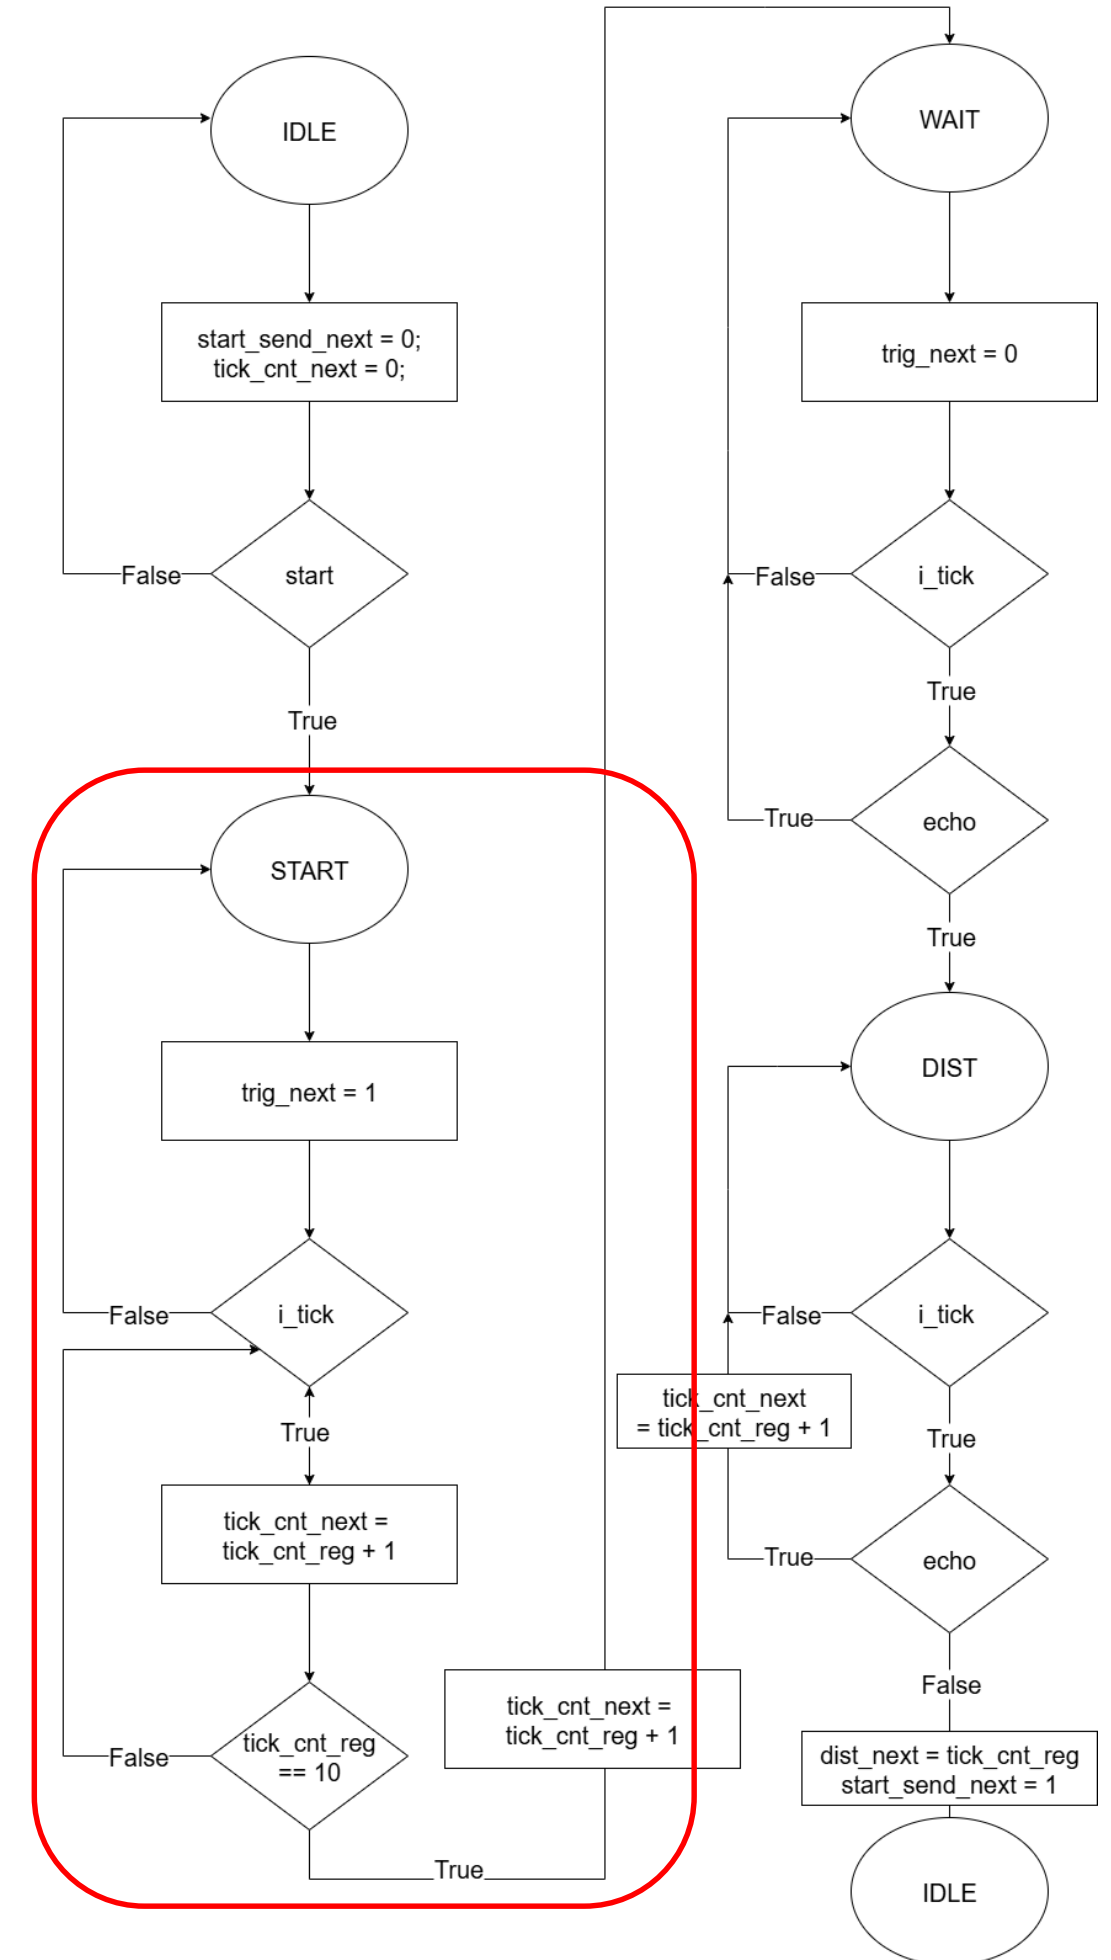 IDLE
start_send_next = 0;
tick_cnt_next = 0;
start
False
True
START
trig_next = 1
i_tick
False
True
tick_cnt_next =
tick_cnt_reg + 1
tick_cnt_reg
== 10
False
True
tick_cnt_next =
tick_cnt_reg + 1
WAIT
trig_next = 0
i_tick
False
True
echo
True
True
DIST
i_tick
False
tick_cnt_next
= tick_cnt_reg + 1
True
echo
True
False
dist_next = tick_cnt_reg
start_send_next = 1
IDLE